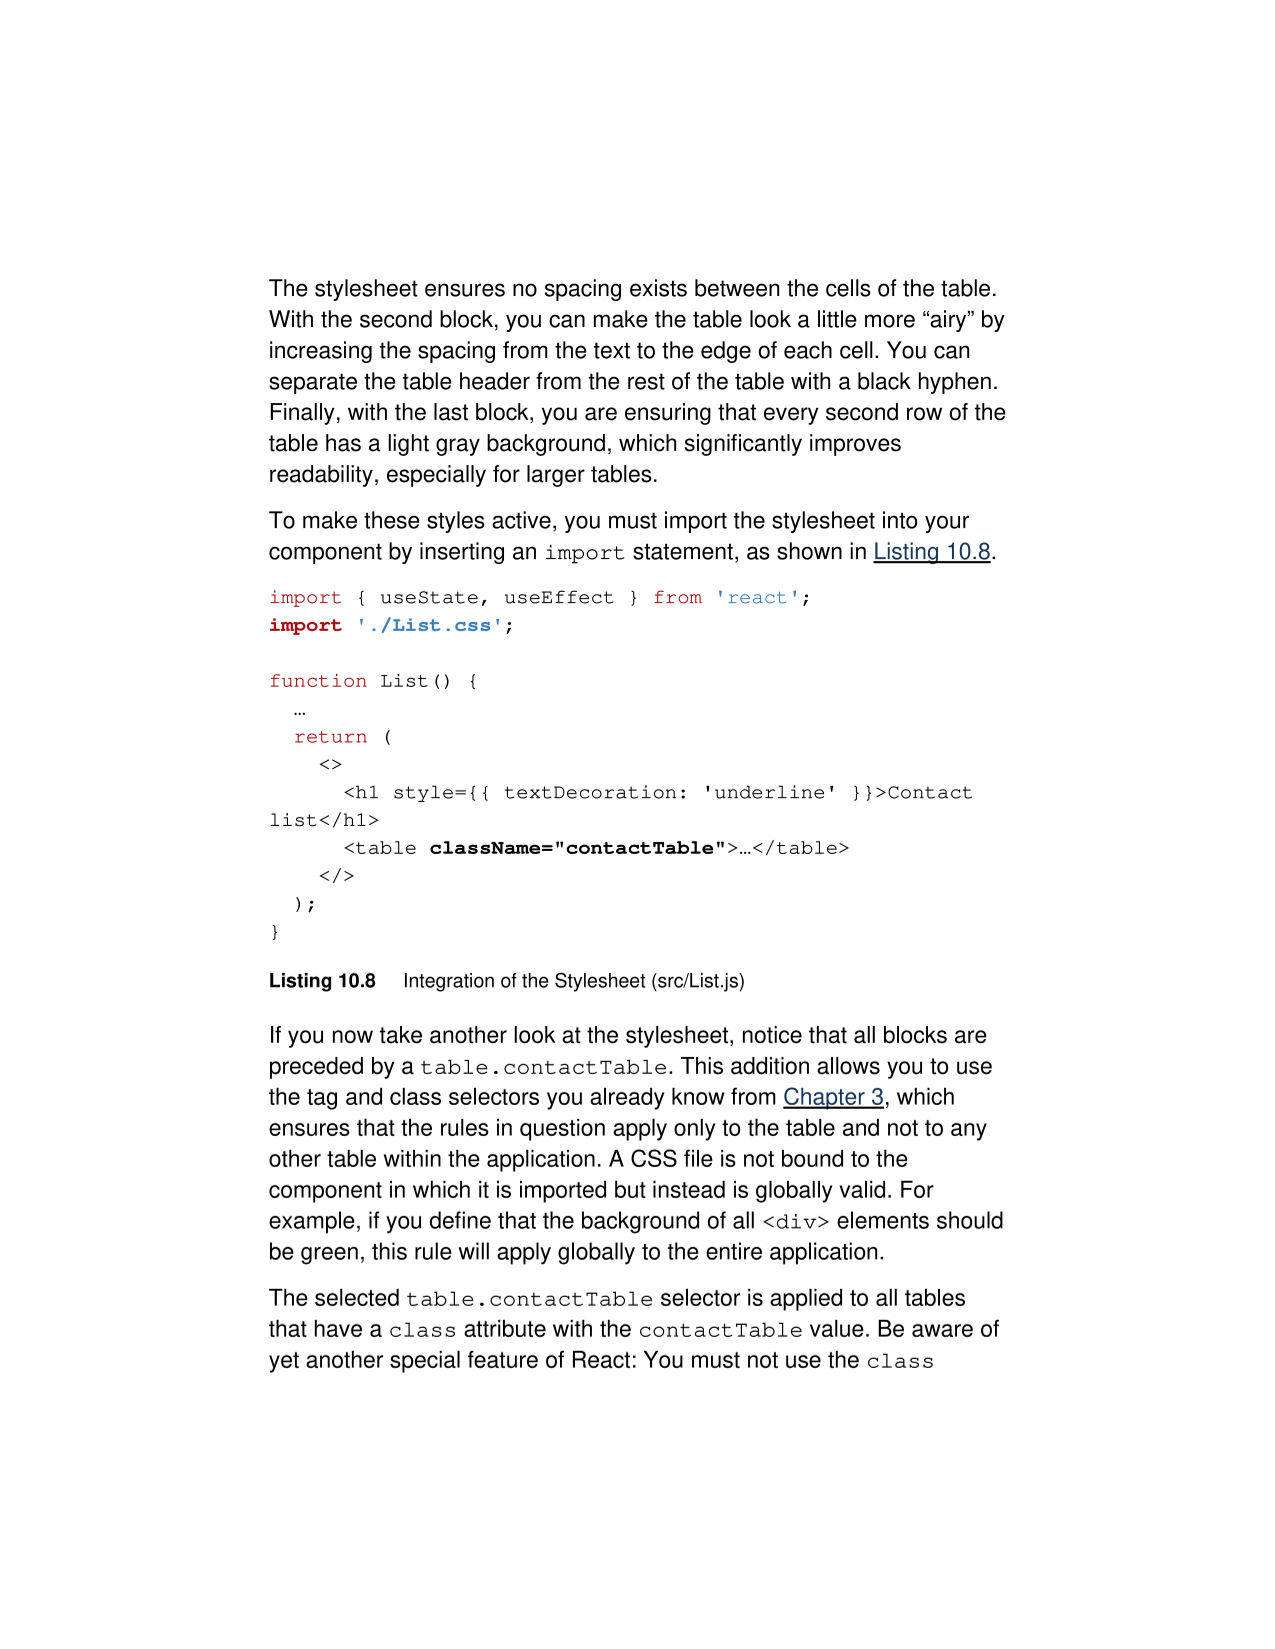 The stylesheet ensures no spacing exists between the cells of the table.
With the second block, you can make the table look a little more “airy” by
increasing the spacing from the text to the edge of each cell. You can
separate the table header from the rest of the table with a black hyphen.
Finally, with the last block, you are ensuring that every second row of the
table has a light gray background, which significantly improves
readability, especially for larger tables.
To make these styles active, you must import the stylesheet into your
component by inserting an import statement, as shown in Listing 10.8.
import { useState, useEffect } from 'react';
import './List.css';
function List() {
  …
  return (
    <>
      <h1 style={{ textDecoration: 'underline' }}>Contact
list</h1>
      <table className="contactTable">…</table>
    </>
  );
}
Listing 10.8 Integration of the Stylesheet (src/List.js)
If you now take another look at the stylesheet, notice that all blocks are
preceded by a table.contactTable. This addition allows you to use
the tag and class selectors you already know from Chapter 3, which
ensures that the rules in question apply only to the table and not to any
other table within the application. A CSS file is not bound to the
component in which it is imported but instead is globally valid. For
example, if you define that the background of all <div> elements should
be green, this rule will apply globally to the entire application.
The selected table.contactTable selector is applied to all tables
that have a class attribute with the contactTable value. Be aware of
yet another special feature of React: You must not use the class